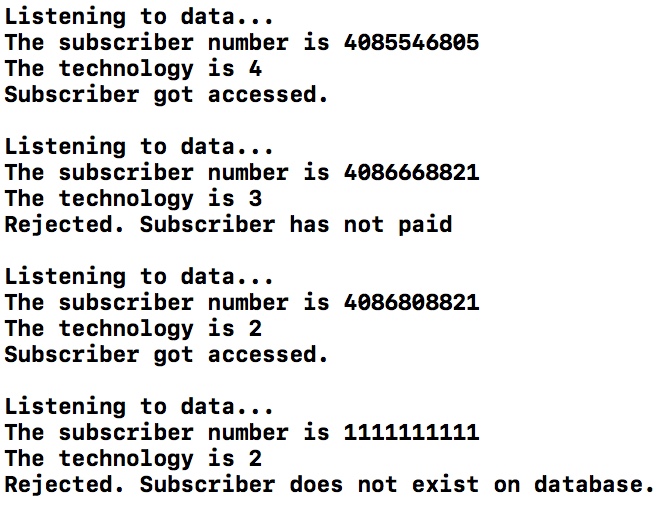 Listening to data...
The subscriber number is 4085546805
The technology is 4
Subscriber got accessed.
Listening to data...
The subscriber number is 4086668821
The technology is 3
Rejected. Subscriber has not paid
Listening to data...
The subscriber number is 4086808821
The technology is 2
Subscriber got accessed.
Listening to data...
The subscriber number is 1111111111
The technology is 2
Rejected. Subscriber does not exist on database.